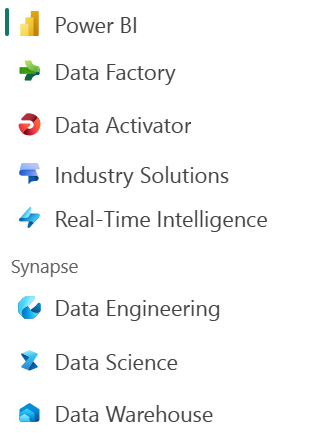 Power BI
Data Factory
Data Activator
Industry Solutions
Real-Time Intelligence
Synapse
Data Engineering
Data Science
Data Warehouse